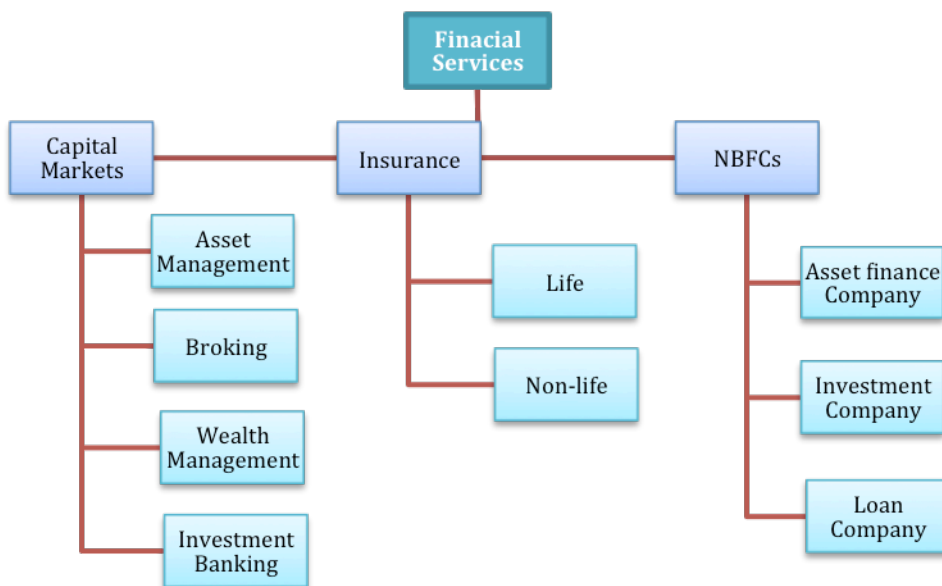 Finacial
Services
Capital
Markets
Insurance
NBFCs
Asset
Management
Broking
Wealth
Management
Investment
Banking
Life
Non-life
Asset finance
Company
Investment
Company
Loan
Company